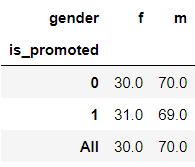 gender f m
is_promoted
0 30.0 70.0
1 31.0 69.0
All 30.0 70.0